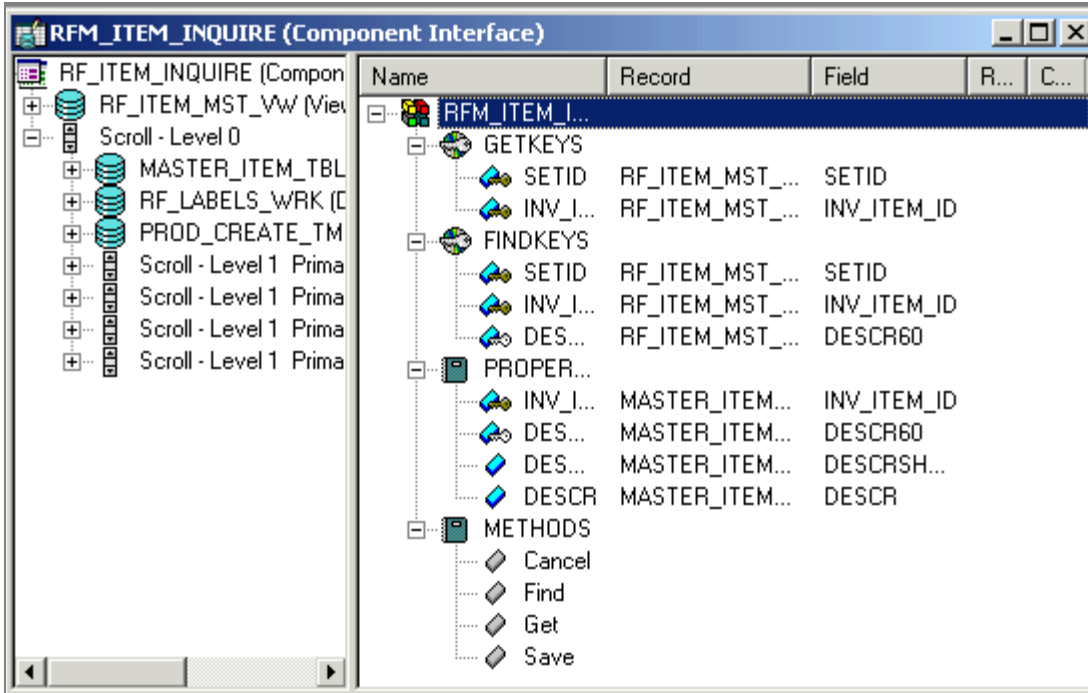 RFM_ITEM_INQUIRE (Component Interface)
RF_ITEM_INQUIRE (Compon
RF_ITEM_MST_VW (View
Scroll - Level 0
MASTER_ITEM_TBL
RF_LABELS_WRK (D
PROD_CREATE_TM
Scroll - Level 1 Prima
Scroll - Level 1 Prima
Scroll - Level 1 Prima
Scroll - Level 1 Prima
Name Record Field R... C...
RFM_ITEM_I...
GETKEYS
SETID RF_ITEM_MST_... SETID
INV_I... RF_ITEM_MST_... INV_ITEM_ID
FINDKEYS
SETID RF_ITEM_MST_... SETID
INV_I... RF_ITEM_MST_... INV_ITEM_ID
DES... RF_ITEM_MST_... DESCR60
PROPER...
INV_I... MASTER_ITEM... INV_ITEM_ID
DES... MASTER_ITEM... DESCR60
DES... MASTER_ITEM... DESCRSH...
DESCR MASTER_ITEM... DESCR
METHODS
Cancel
Find
Get
Save